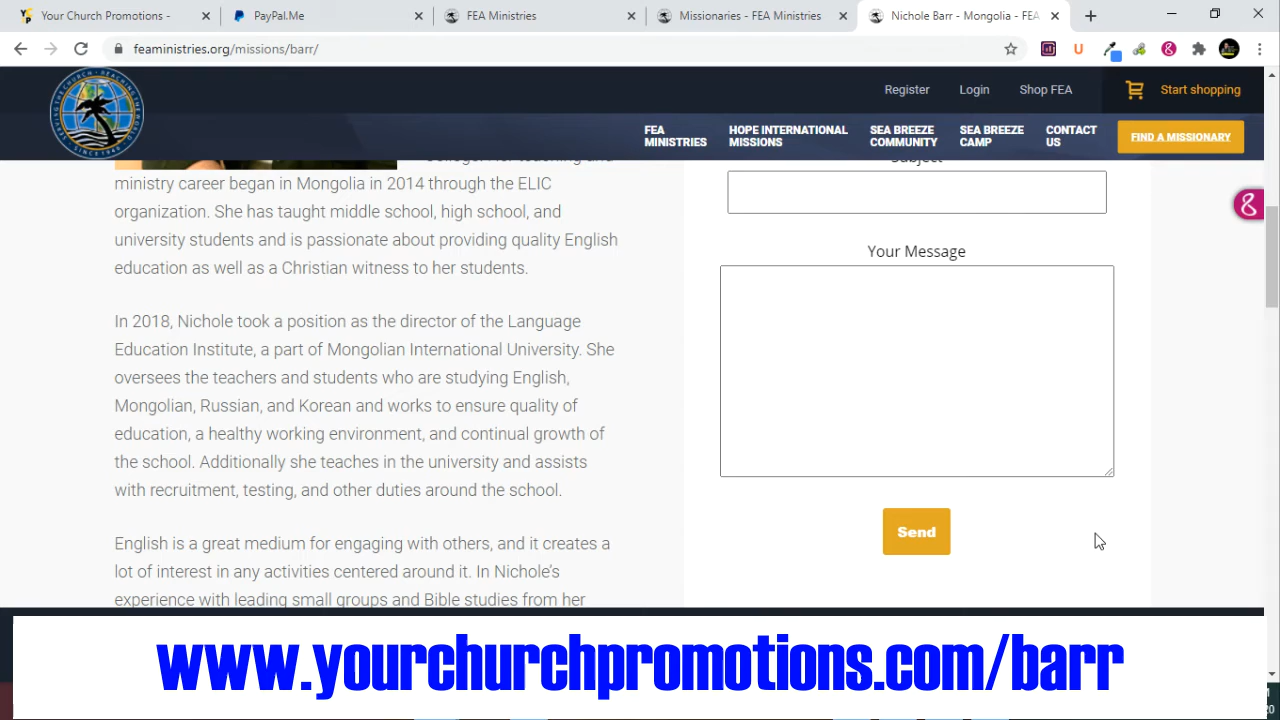 Your Church Promotions -
PayPal.Me
FEA Ministries
Missionaries - FEA Ministries
Nichole Barr - Mongolia - FEA
feaministries.org/missions/barr/
Register
Login
Shop FEA
Start shopping
FEA
MINISTRIES
HOPE INTERNATIONAL
MISSIONS
SEA BREEZE
COMMUNITY
SEA BREEZE
CAMP
CONTACT
US
FIND A MISSIONARY
College. Her teaching and
ministry career began in Mongolia in 2014 through the ELIC
organization. She has taught middle school, high school, and
university students and is passionate about providing quality English
education as well as a Christian witness to her students.
In 2018, Nichole took a position as the director of the Language
Education Institute, a part of Mongolian International University. She
oversees the teachers and students who are studying English,
Mongolian, Russian, and Korean and works to ensure quality of
education, a healthy working environment, and continual growth of
the school. Additionally she teaches in the university and assists
with recruitment, testing, and other duties around the school.
English is a great medium for engaging with others, and it creates a
lot of interest in any activities centered around it. In Nichole's
experience with leading small groups and Bible studies from her
Subject
Your Message
Send
www.yourchurchpromotions.com/barr